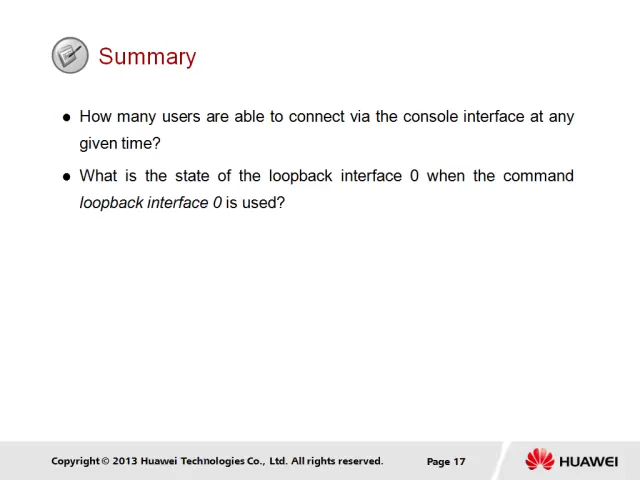 Summary
● How many users are able to connect via the console interface at any
given time?
● What is the state of the loopback interface 0 when the command
loopback interface 0 is used?
Copyright © 2013 Huawei Technologies Co., Ltd. All rights reserved.
Page 17
HUAWEI